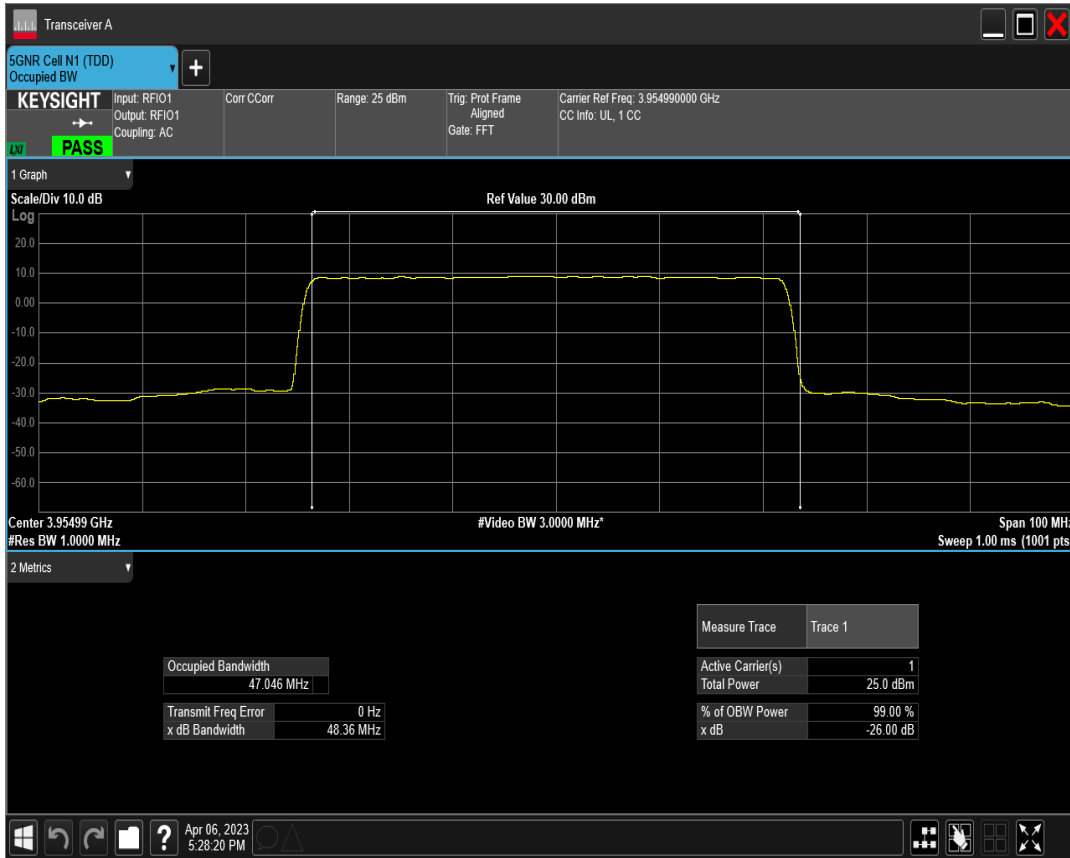 Transceiver A
5GNR Cell N1 (TDD)
Occupied BW
+
KEYSIGHT
LXI
PASS
Input: RFIO1
Output: RFIO1
Coupling: AC
Corr CCorr
Range: 25 dBm
Trig: Prot Frame
Aligned
Gate: FFT
Carrier Ref Freq: 3.954990000 GHz
CC Info: UL, 1 CC
1 Graph
Scale/Div 10.0 dB
Ref Value 30.00 dBm
Log
20.0
10.0
0.00
-10.0
-20.0
-30.0
-40.0
-50.0
-60.0
Center 3.95499 GHz
#Video BW 3.0000 MHz*
Span 100 MHz
#Res BW 1.0000 MHz
Sweep 1.00 ms (1001 pts
2 Metrics
Measure Trace Trace 1
Occupied Bandwidth
47.046 MHz
Active Carrier(s) 1
Total Power 25.0 dBm
Transmit Freq Error 0 Hz
x dB Bandwidth 48.36 MHz
% of OBW Power 99.00 %
x dB -26.00 dB
?
Apr 06, 2023
5:28:20 PM